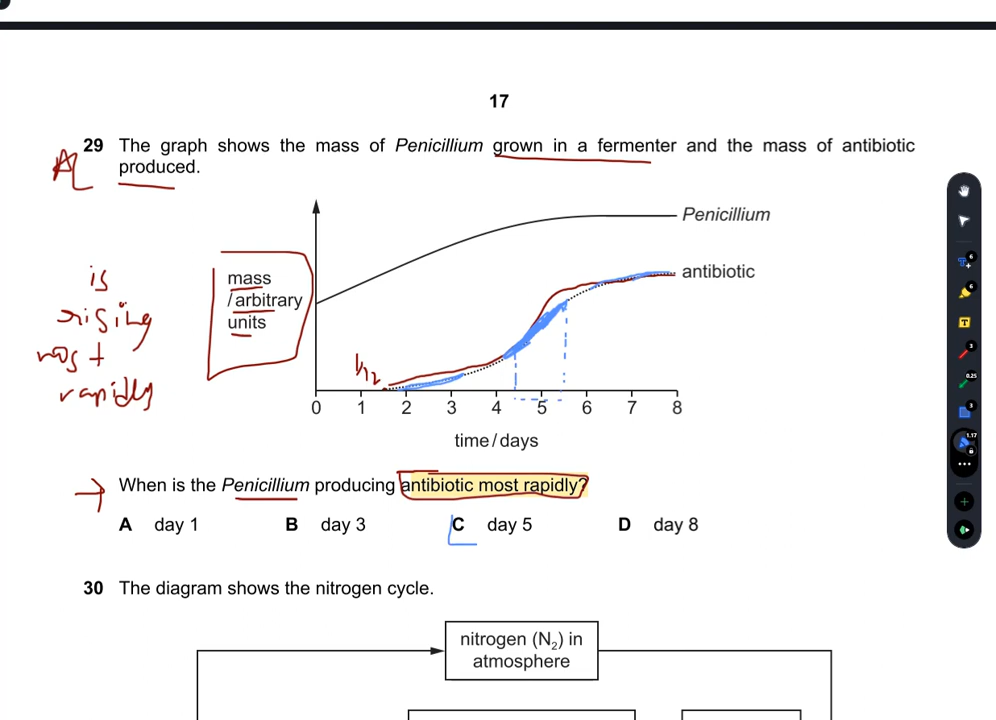 17
29 The graph shows the mass of Penicillium grown in a fermenter and the mass of antibiotic
produced.
Penicillium
antibiotic
mass
/arbitrary
units
is
rising
most
rapidly
0 1 2 3 4 5 6 7 8
time/days
When is the Penicillium producing antibiotic most rapidly?
A day 1 B day 3 C day 5 D day 8
30 The diagram shows the nitrogen cycle.
nitrogen (N₂) in
atmosphere